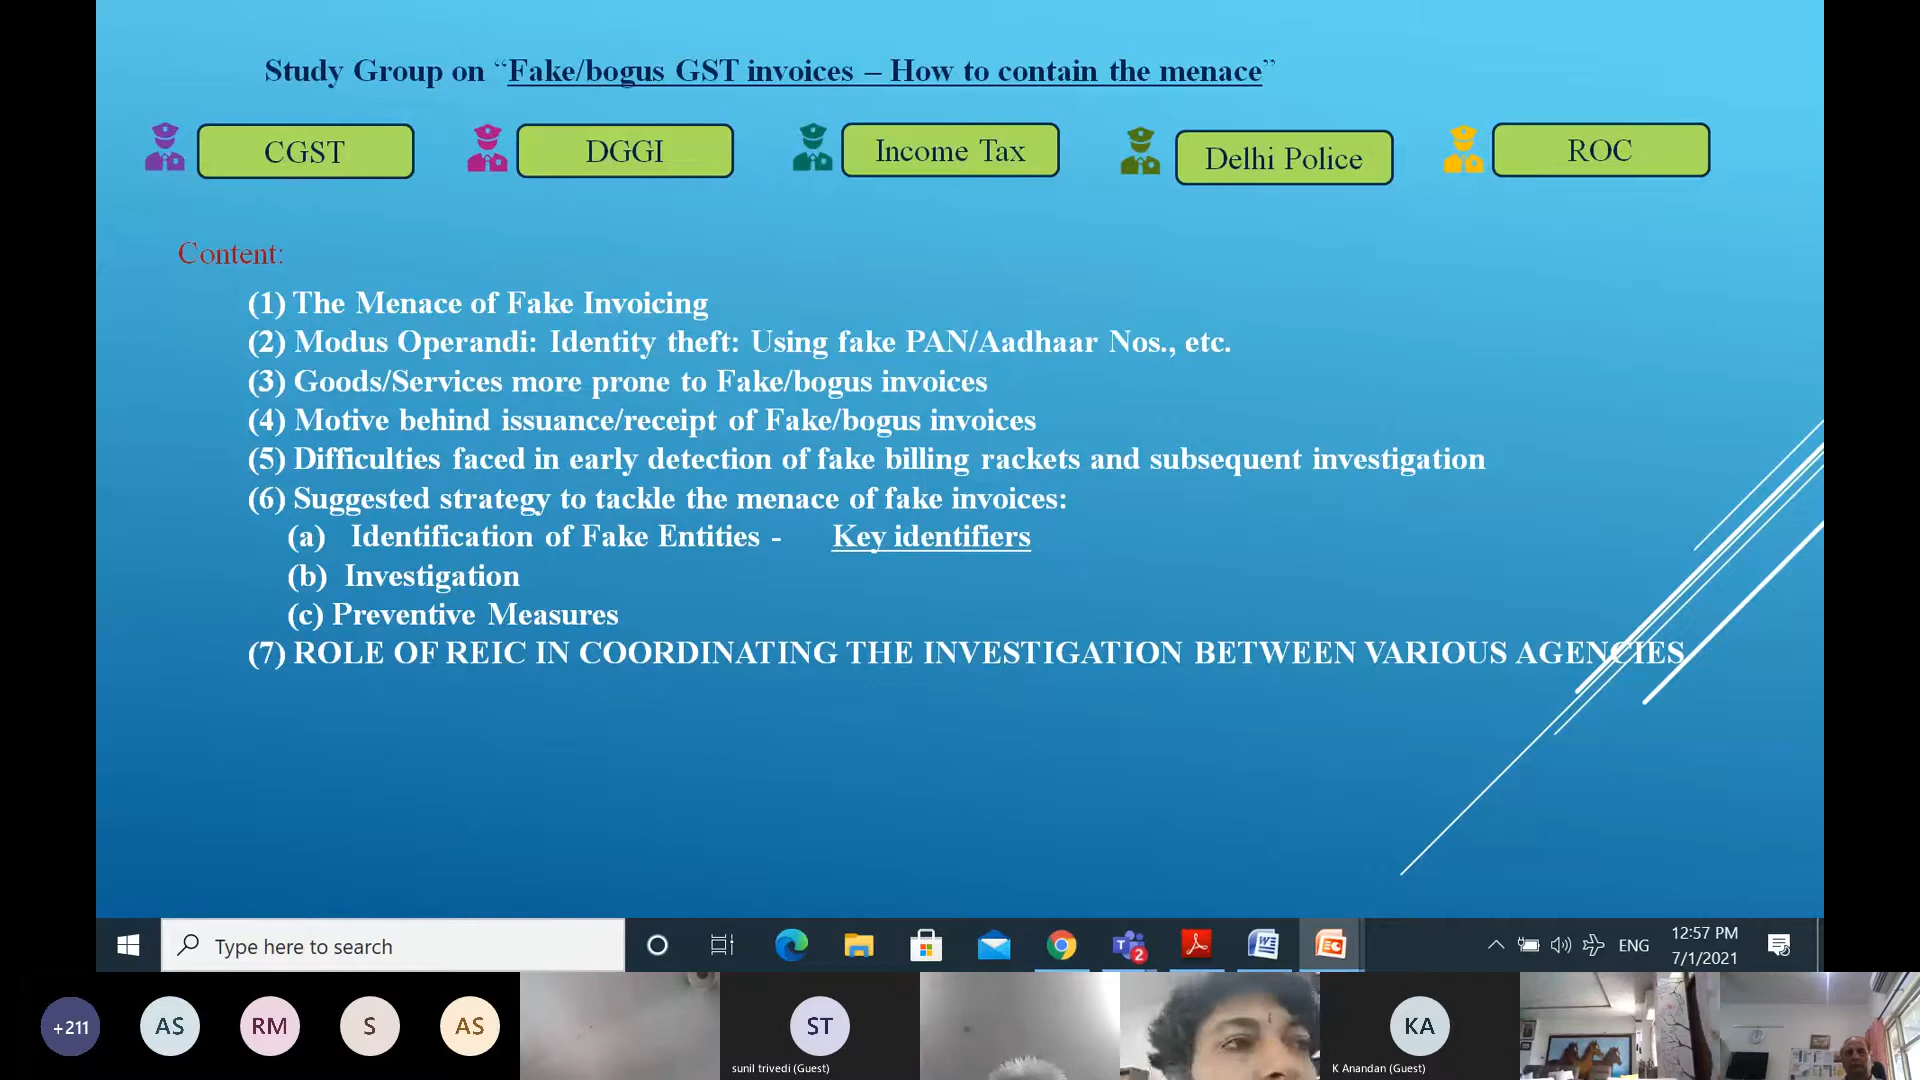 Study Group on “Fake/bogus GST invoices – How to contain the menace”
CGST
DGGI
Income Tax
Delhi Police
ROC
Content:
(1) The Menace of Fake Invoicing
(2) Modus Operandi: Identity theft: Using fake PAN/Aadhaar Nos., etc.
(3) Goods/Services more prone to Fake/bogus invoices
(4) Motive behind issuance/receipt of Fake/bogus invoices
(5) Difficulties faced in early detection of fake billing rackets and subsequent investigation
(6) Suggested strategy to tackle the menace of fake invoices:
(a) Identification of Fake Entities - Key identifiers
(b) Investigation
(c) Preventive Measures
(7) ROLE OF REIC IN COORDINATING THE INVESTIGATION BETWEEN VARIOUS AGENCIES
Type here to search
2
ENG
12:57 PM
7/1/2021
+211
AS
RM
S
AS
ST
sunil trivedi (Guest)
KA
K Anandan (Guest)